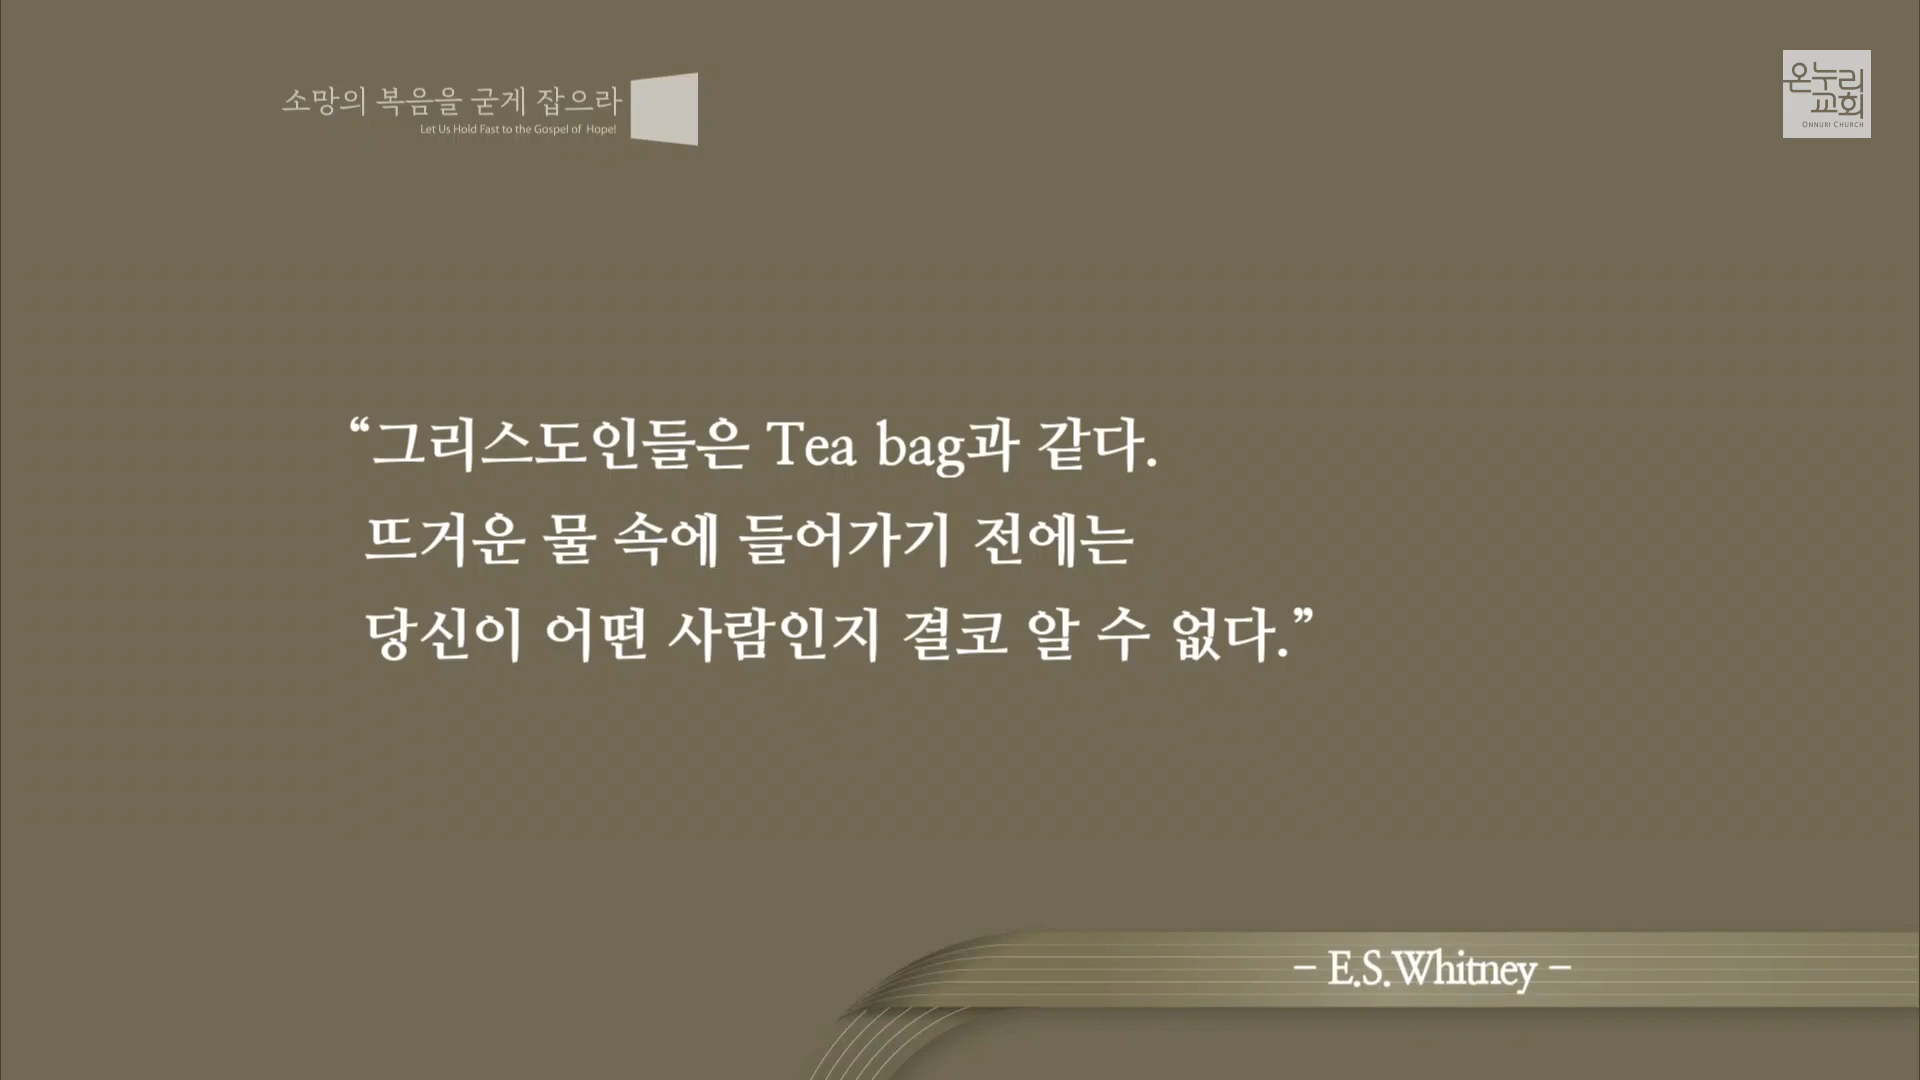 소망의 복음을 굳게 잡으라
Let Us Hold Fast to the Gospel of Hope!
온누리
교회
ONNURI CHURCH
“그리스도인들은 Tea bag과 같다.
뜨거운 물 속에 들어가기 전에는
당신이 어떤 사람인지 결코 알 수 없다.”
– E.S.Whitney –